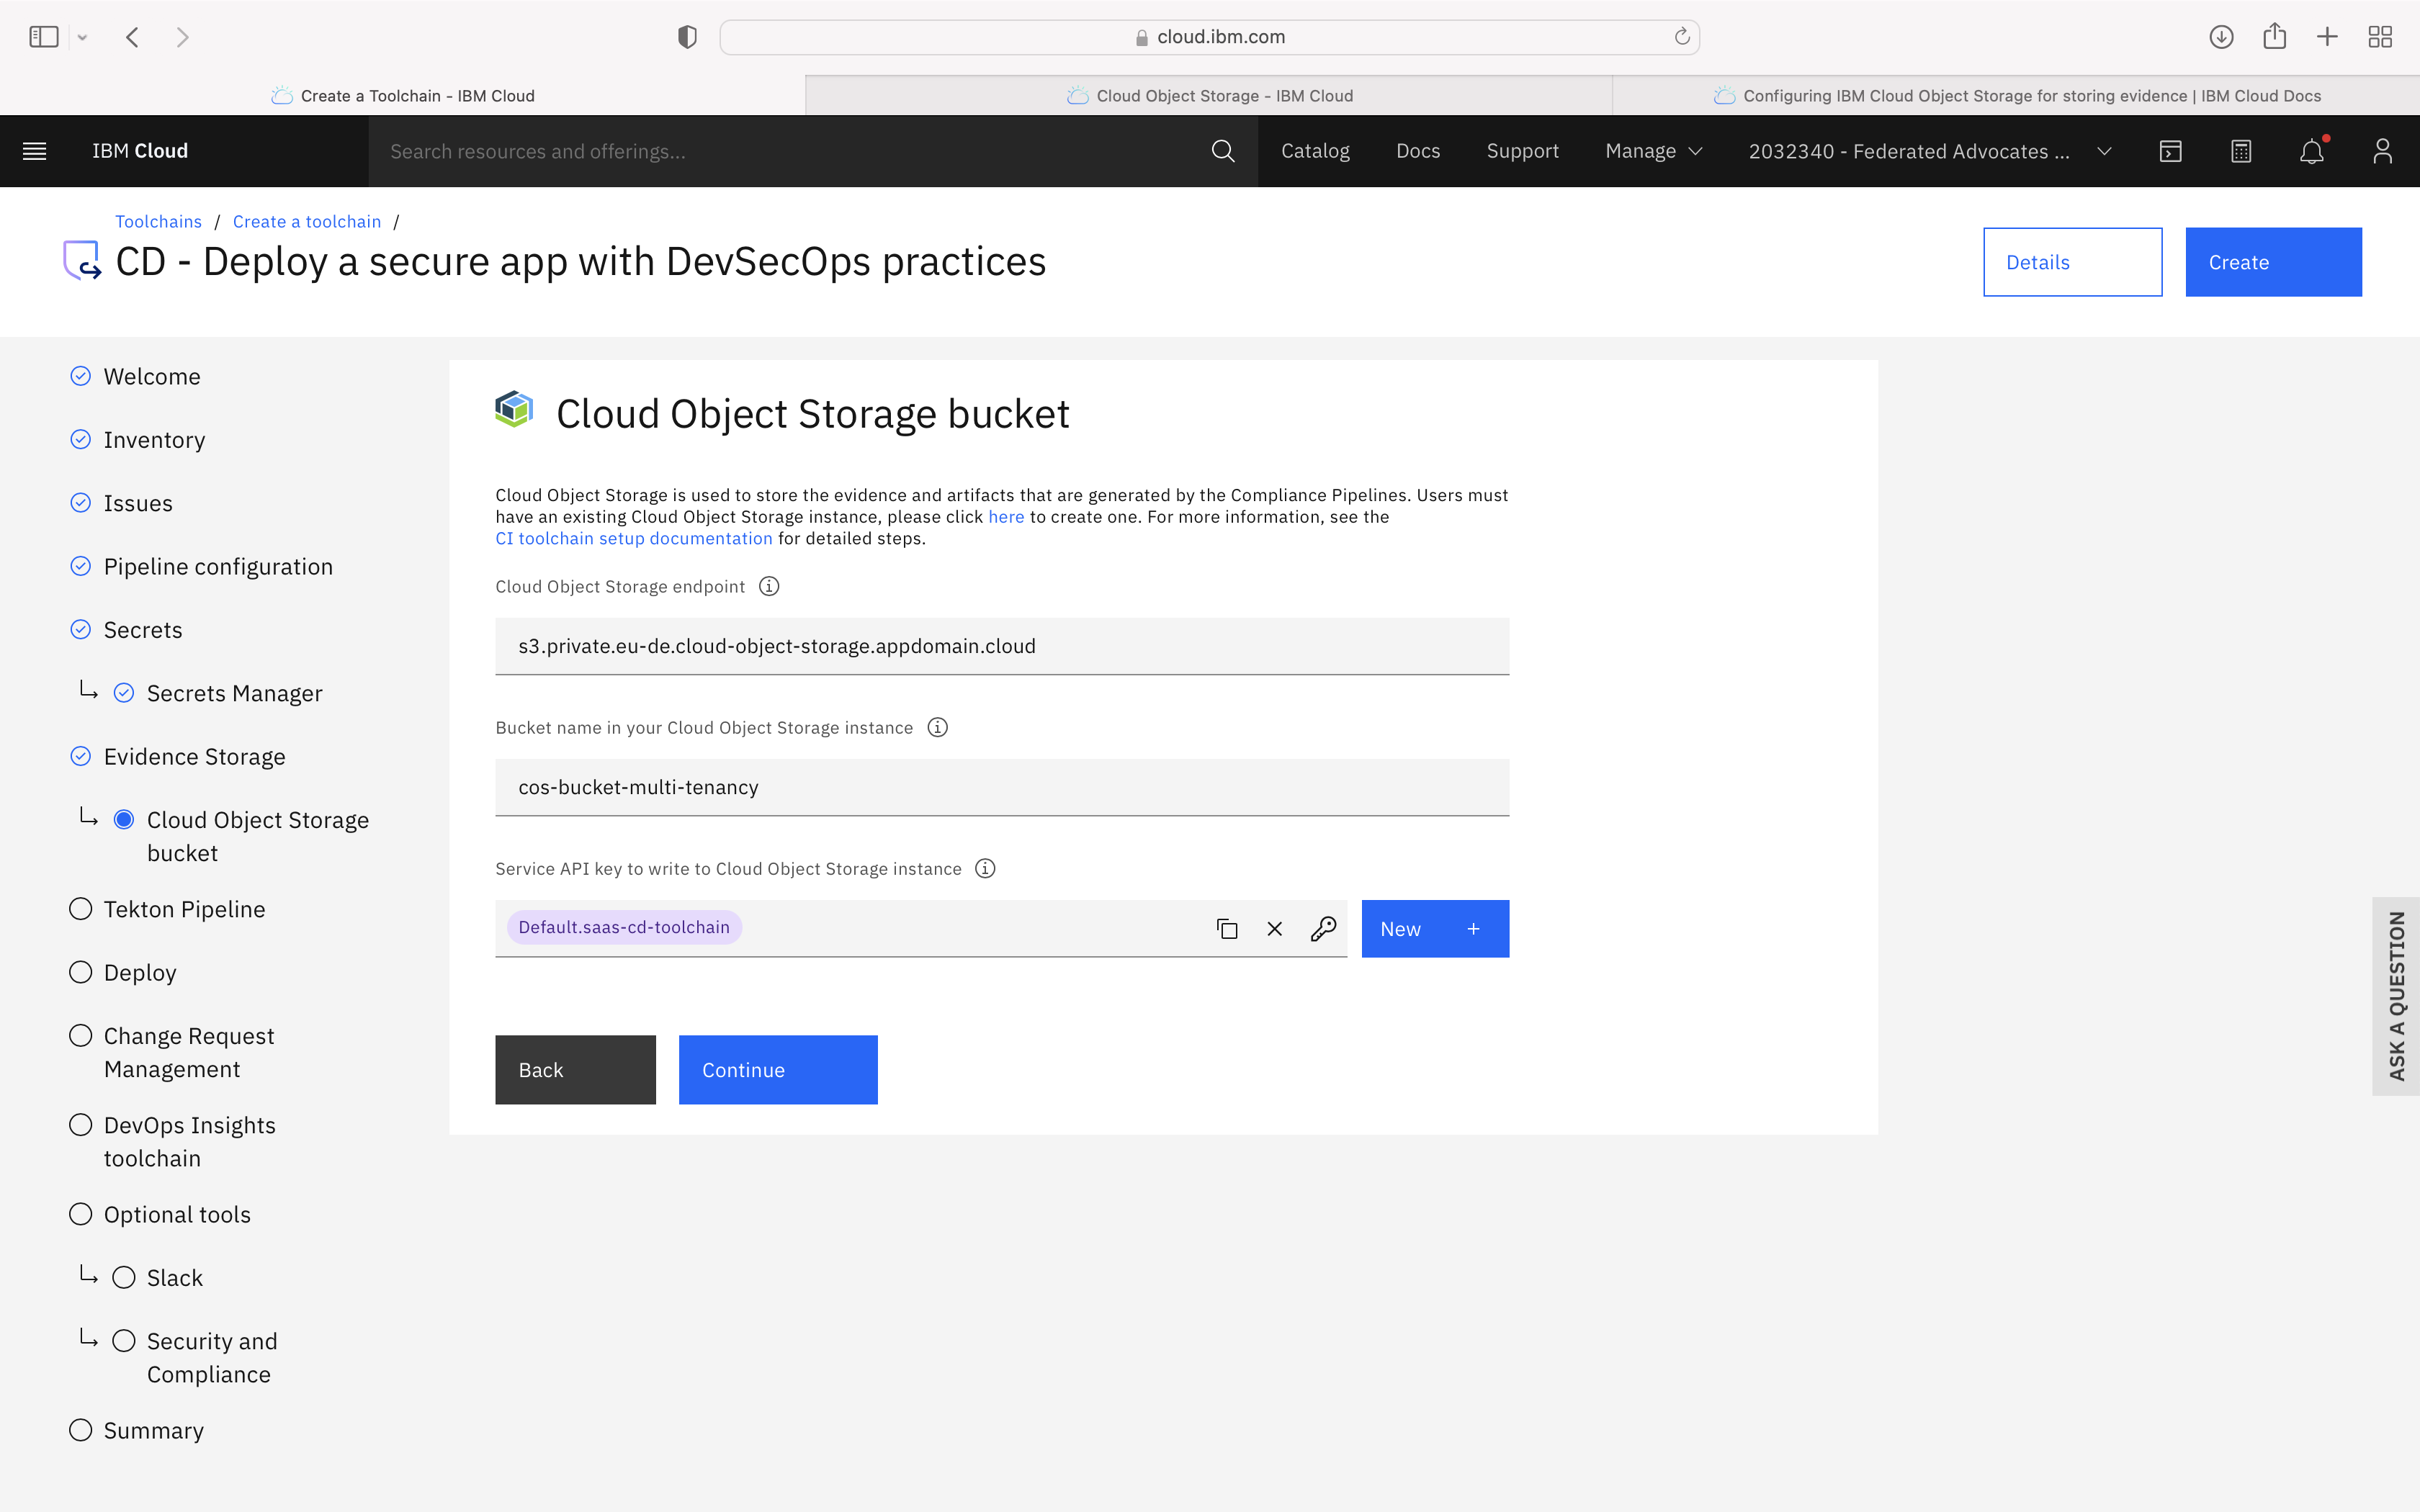 cloud.ibm.com
Create a Toolchain - IBM Cloud
Cloud Object Storage - IBM Cloud
Configuring IBM Cloud Object Storage for storing evidence | IBM Cloud Docs
IBM Cloud
Search resources and offerings...
Catalog
Docs
Support
Manage
2032340 - Federated Advocates ...
Toolchains / Create a toolchain /
CD - Deploy a secure app with DevSecOps practices
Details
Create
Welcome
Inventory
Issues
Pipeline configuration
Secrets
Secrets Manager
Evidence Storage
Cloud Object Storage
bucket
Tekton Pipeline
Deploy
Change Request
Management
DevOps Insights
toolchain
Optional tools
Slack
Security and
Compliance
Summary
Cloud Object Storage bucket
Cloud Object Storage is used to store the evidence and artifacts that are generated by the Compliance Pipelines. Users must
have an existing Cloud Object Storage instance, please click here to create one. For more information, see the
CI toolchain setup documentation for detailed steps.
Cloud Object Storage endpoint
s3.private.eu-de.cloud-object-storage.appdomain.cloud
Bucket name in your Cloud Object Storage instance
cos-bucket-multi-tenancy
Service API key to write to Cloud Object Storage instance
Default.saas-cd-toolchain
New +
Back
Continue
ASK A QUESTION